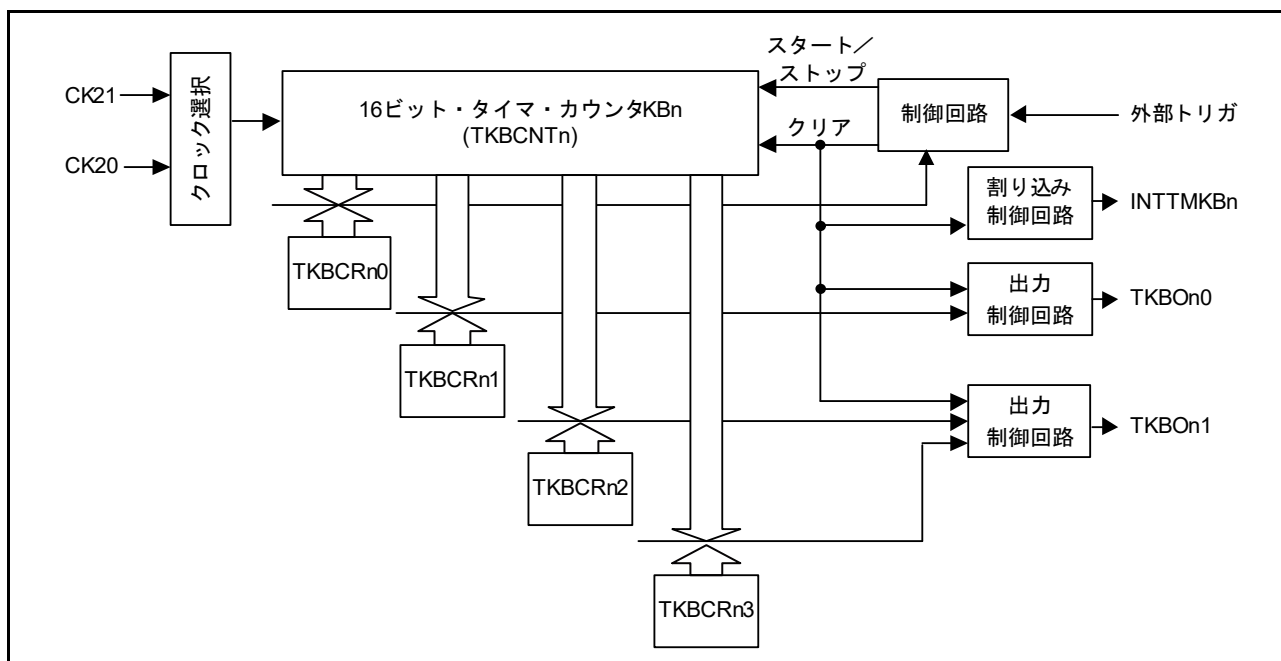 スタート／
ストップ
CK21
CK20
クロック選択
16ビット・タイマ・カウンタKBn
(TKBCNTn)
クリア
制御回路
外部トリガ
割り込み
制御回路
INTTMKBn
TKBCRn0
出力
制御回路
TKBOn0
TKBCRn1
出力
制御回路
TKBOn1
TKBCRn2
TKBCRn3